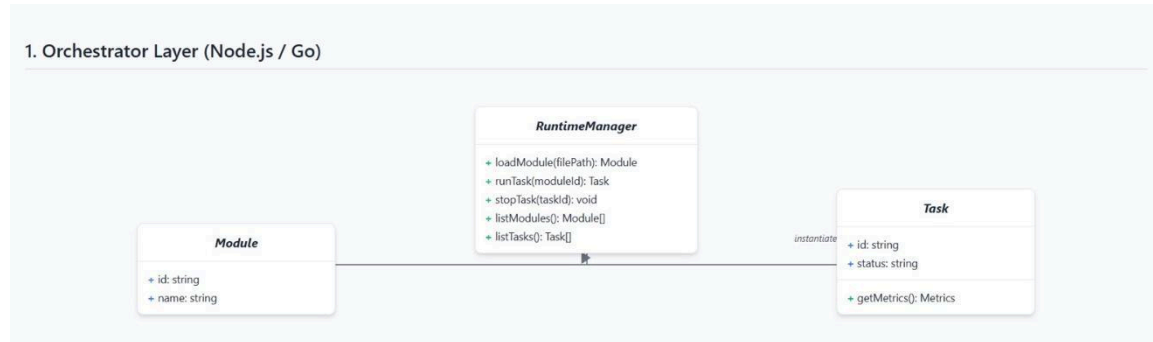 1. Orchestrator Layer (Node.js / Go)
RuntimeManager
+ loadModule(filePath): Module
+ runTask(moduleId): Task
+ stopTask(taskId): void
+ listModules(): Module[]
+ listTasks(): Task[]
Module
+ id: string
+ name: string
instantiate
Task
+ id: string
+ status: string
+ getMetrics(): Metrics